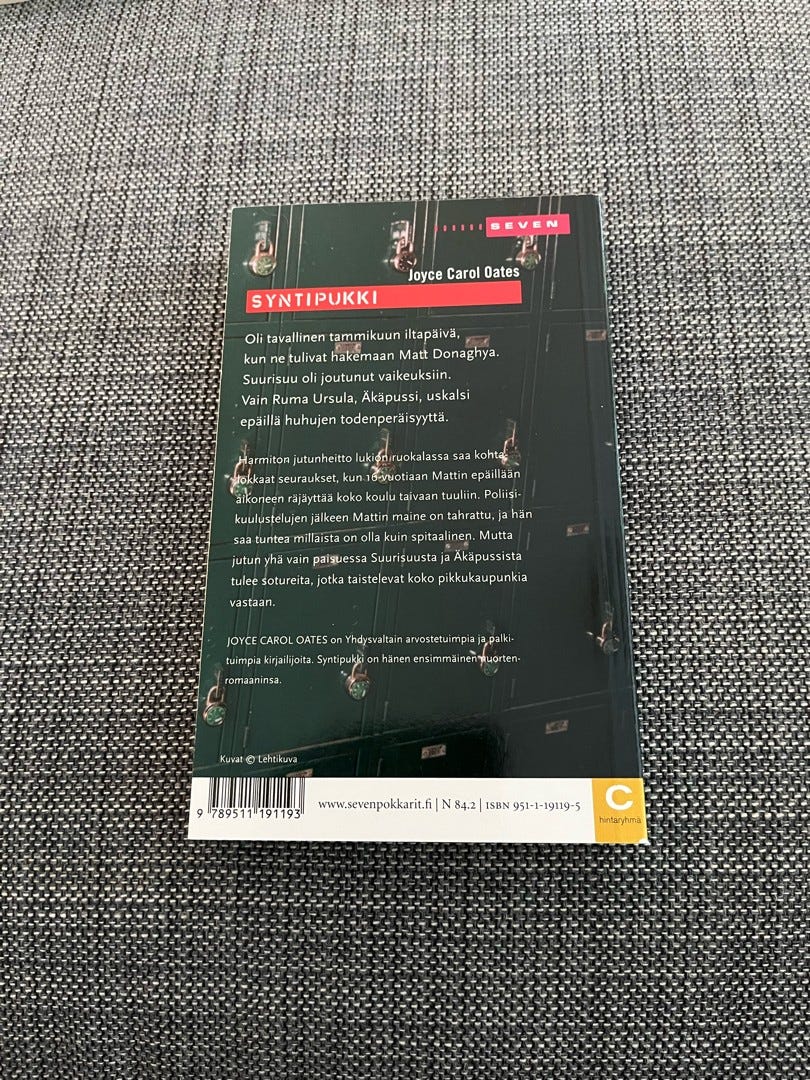 SEVEN
Joyce Carol Oates
SYNTIPUKKI
Oli tavallinen tammikuun iltapäivä,
kun ne tulivat hakemaan Matt Donaghya.
Suurisuu oli joutunut vaikeuksiin.
Vain Ruma Ursula, Äkäpussi, uskalsi
epäillä huhujen todenperäisyyttä.
Harmiton jutunheitto lukion ruokalassa saa kohta
lokkaat seuraukset, kun 16-vuotiaan Mattin epäillään
aikoneen räjäyttää koko koulu taivaan tuuliin. Poliisi-
kuulustelujen jälkeen Mattin maine on tahrattu, ja hän
saa tuntea millaista on olla kuin spitaalinen. Mutta
jutun yhä vain paisuessa Suurisuusta ja Äkäpussista
tulee sotureita, jotka taistelevat koko pikkukaupunkia
vastaan.
JOYCE CAROL OATES on Yhdysvaltain arvostetuimpia ja palki-
tuimpia kirjailijoita. Syntipukki on hänen ensimmäinen nuorten-
romaaninsa.
Kuvat © Lehtikuva
9 789511 191193
www.sevenpokkarit.fi | N 84.2 | ISBN 951-1-19119-5
C
hintaryhmä